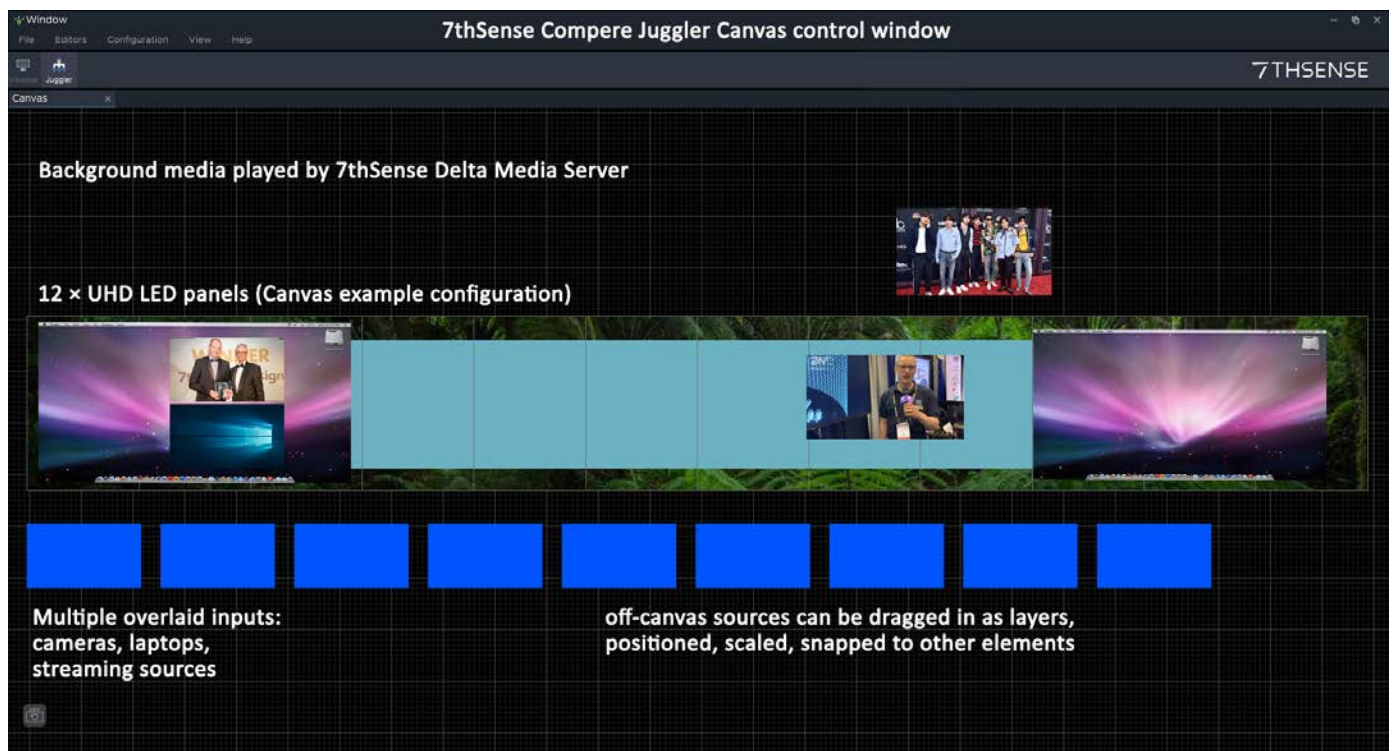 Window
7thSense Compere Juggler Canvas control window
File Editors Configuration View Help
Juggler
7THSENSE
Canvas
Background media played by 7thSense Delta Media Server
12 × UHD LED panels (Canvas example configuration)
WINNER
Multiple overlaid inputs:
cameras, laptops,
streaming sources
off-canvas sources can be dragged in as layers,
positioned, scaled, snapped to other elements